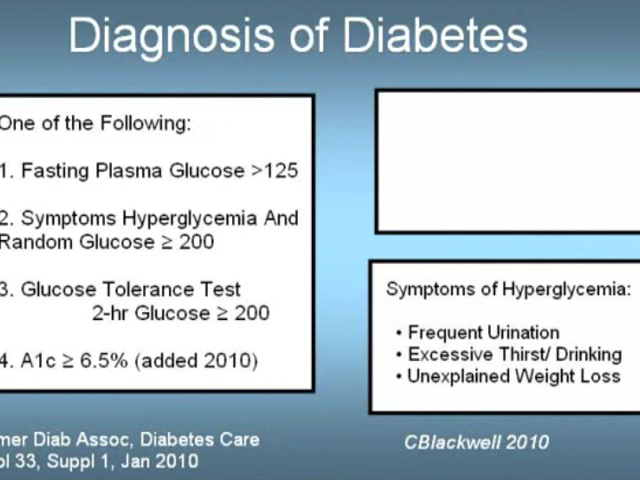 Diagnosis of Diabetes
One of the Following:
1. Fasting Plasma Glucose >125
2. Symptoms Hyperglycemia And
Random Glucose ≥ 200
3. Glucose Tolerance Test
2-hr Glucose ≥ 200
4. A1c ≥ 6.5% (added 2010)
Symptoms of Hyperglycemia:
• Frequent Urination
• Excessive Thirst/ Drinking
• Unexplained Weight Loss
mer Diab Assoc, Diabetes Care
ol 33, Suppl 1, Jan 2010
CBlackwell 2010